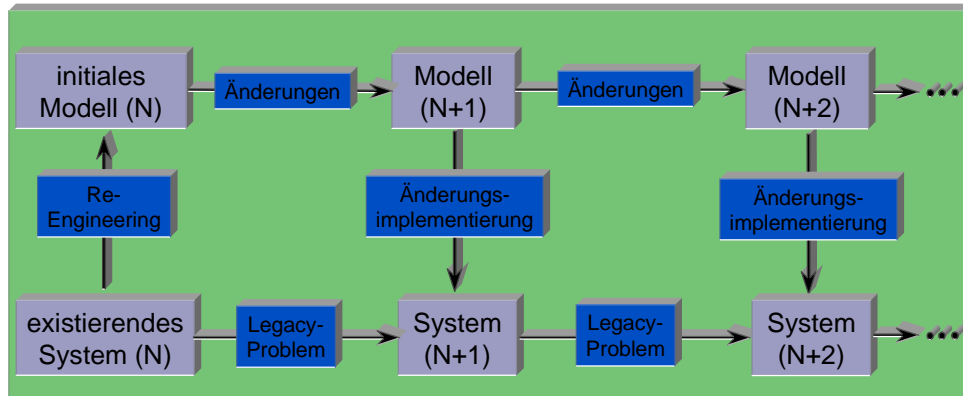 initiales
Modell (N)
Änderungen
Modell
(N+1)
Änderungen
Modell
(N+2)
Re-
Engineering
Änderungs-
implementierung
Änderungs-
implementierung
existierendes
System (N)
Legacy-
Problem
System
(N+1)
Legacy-
Problem
System
(N+2)